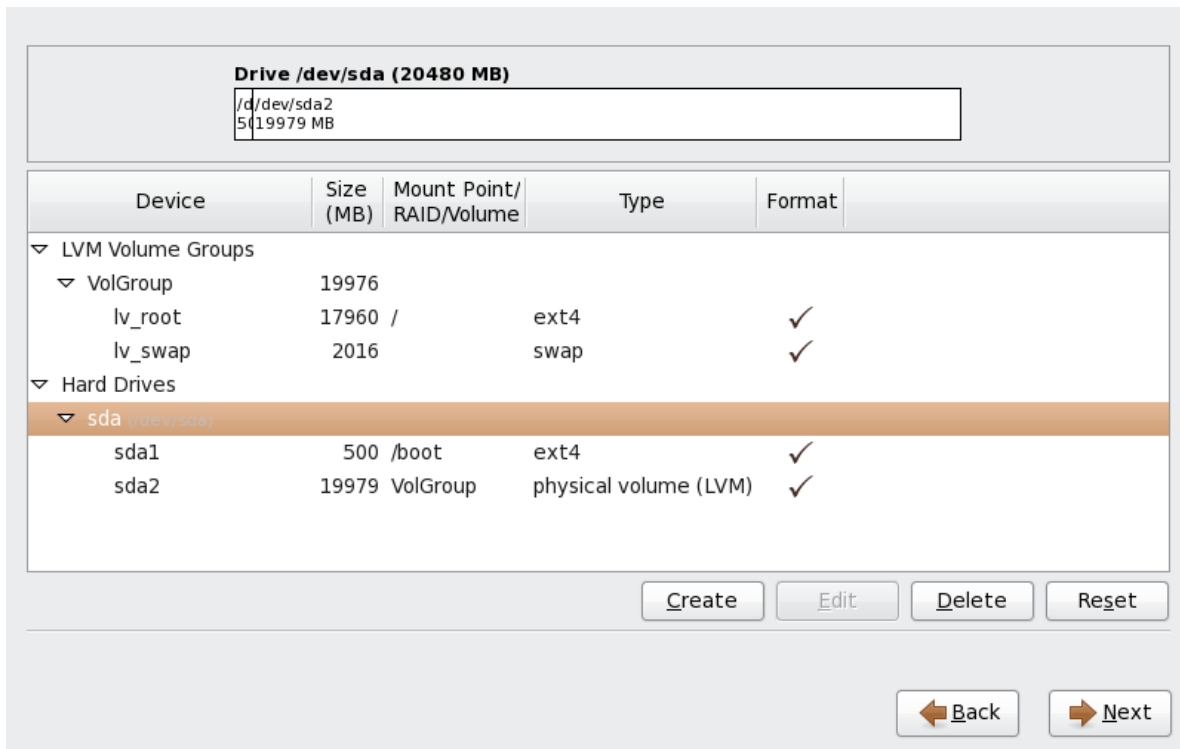 Drive /dev/sda (20480 MB)
/d /dev/sda2
50 19979 MB
Device Size (MB) Mount Point/ RAID/Volume Type Format
LVM Volume Groups
VolGroup 19976
lv_root 17960 / ext4
lv_swap 2016 swap
Hard Drives
sda (/dev/sda)
sda1 500 /boot ext4
sda2 19979 VolGroup physical volume (LVM)
Create Edit Delete Reset
Back Next